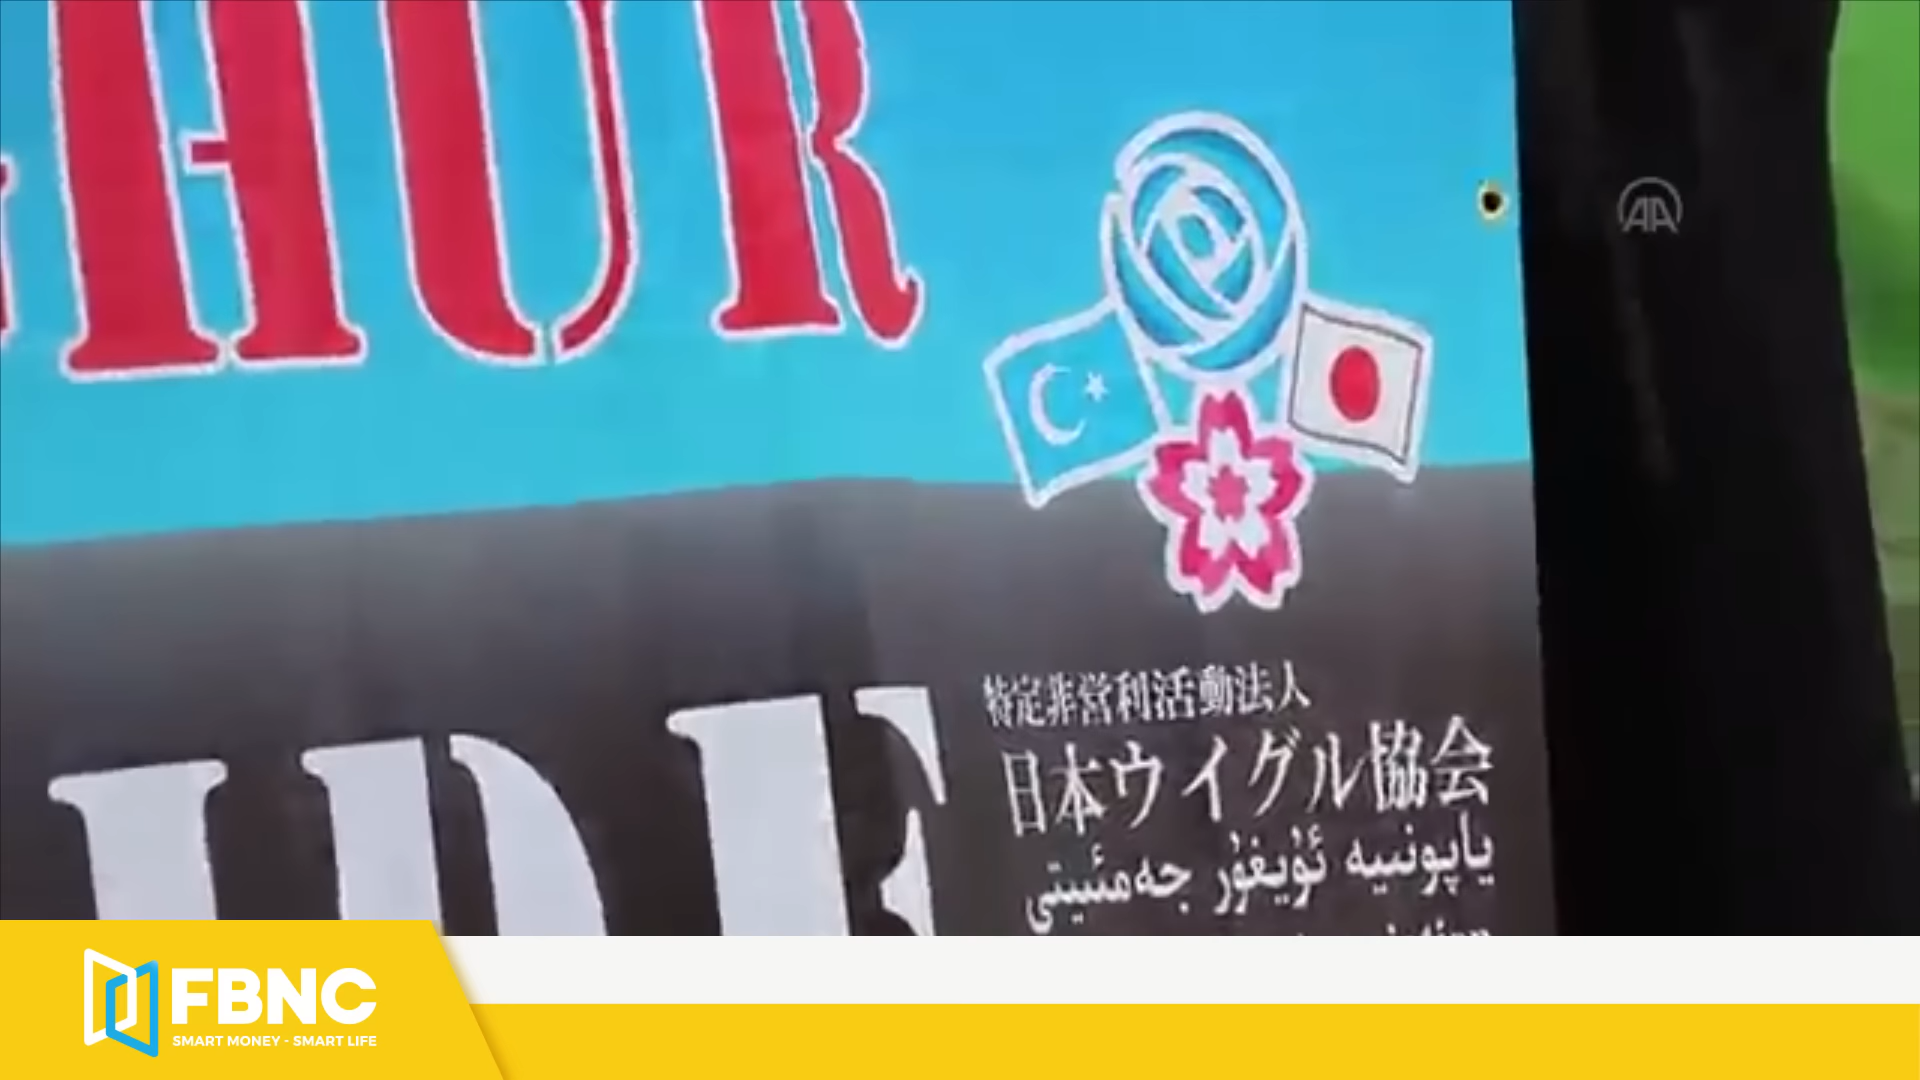 GHUR
AA
特定非営利活動法人
日本ウイグル協会
ياپونىيە ئۇيغۇر جەمئىيىتى
FBNC
SMART MONEY - SMART LIFE